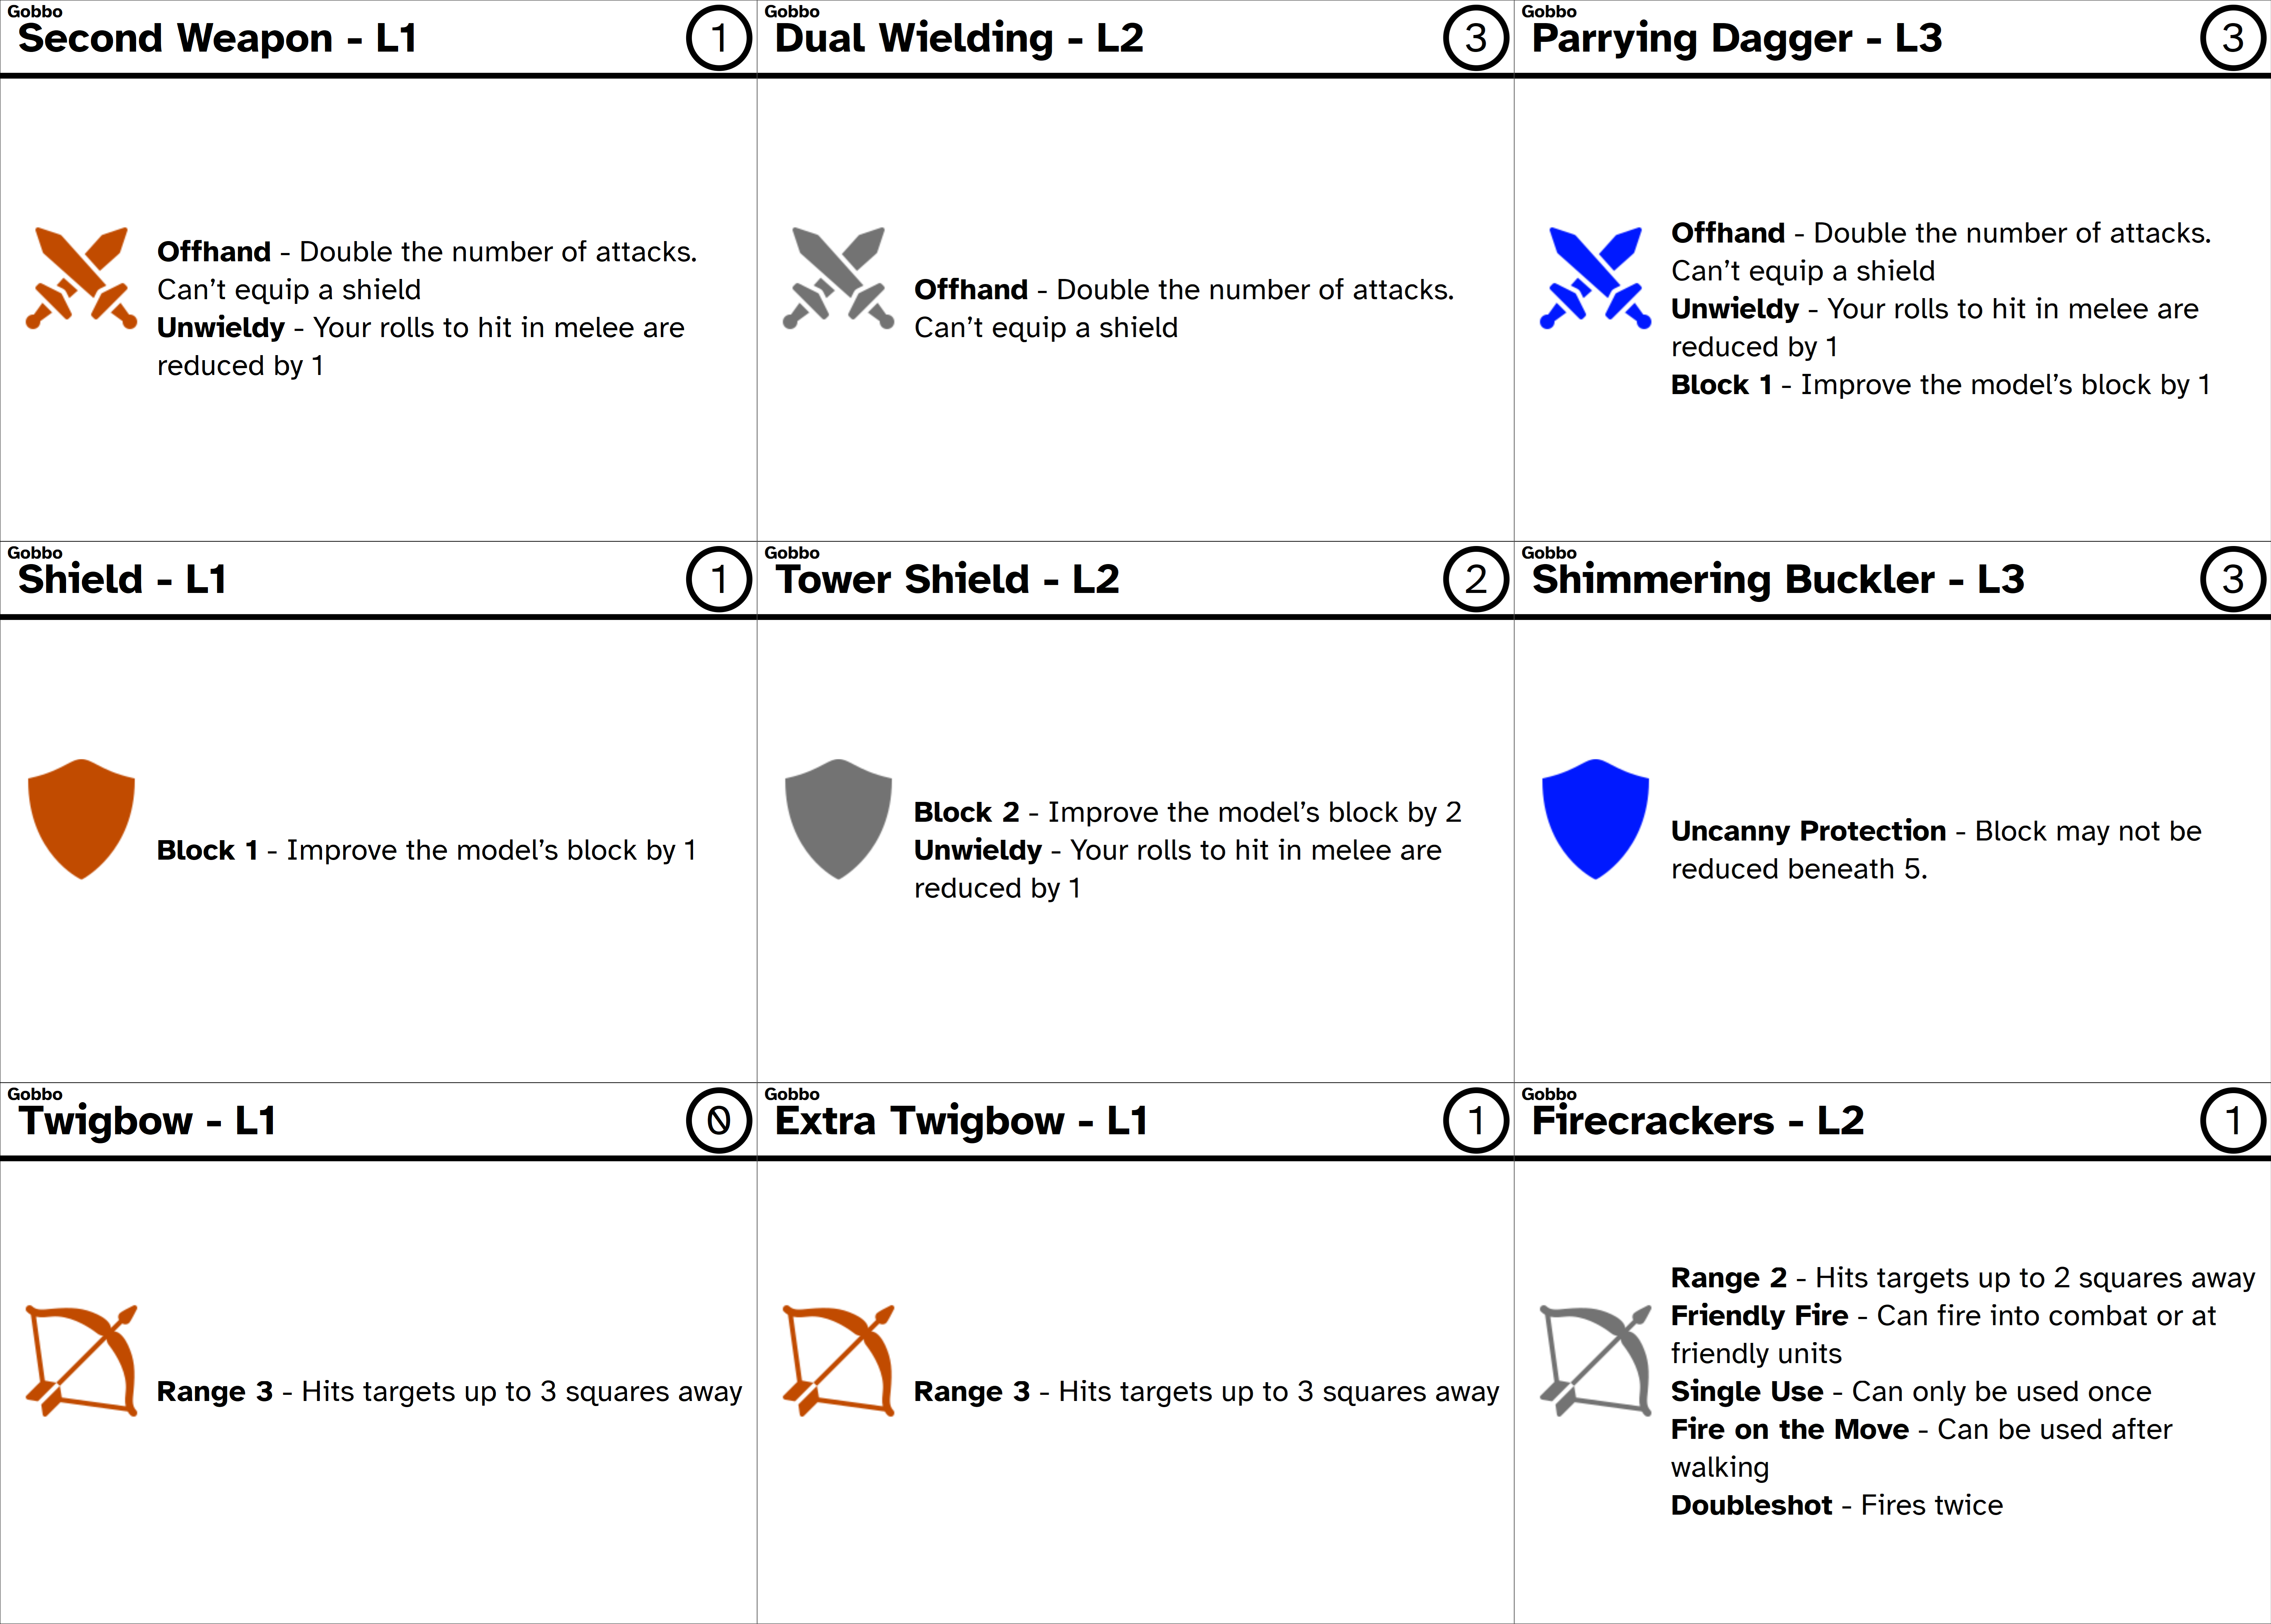 Gobbo
Second Weapon - L1
1
Offhand - Double the number of attacks.
Can't equip a shield
Unwieldy - Your rolls to hit in melee are
reduced by 1
Gobbo
Dual Wielding - L2
3
Offhand - Double the number of attacks.
Can't equip a shield
Gobbo
Parrying Dagger - L3
3
Offhand - Double the number of attacks.
Can't equip a shield
Unwieldy - Your rolls to hit in melee are
reduced by 1
Block 1 - Improve the model's block by 1
Gobbo
Shield - L1
1
Block 1 - Improve the model's block by 1
Gobbo
Tower Shield - L2
2
Block 2 - Improve the model's block by 2
Unwieldy - Your rolls to hit in melee are
reduced by 1
Gobbo
Shimmering Buckler - L3
3
Uncanny Protection - Block may not be
reduced beneath 5.
Gobbo
Twigbow - L1
0
Range 3 - Hits targets up to 3 squares away
Gobbo
Extra Twigbow - L1
1
Range 3 - Hits targets up to 3 squares away
Gobbo
Firecrackers - L2
1
Range 2 - Hits targets up to 2 squares away
Friendly Fire - Can fire into combat or at
friendly units
Single Use - Can only be used once
Fire on the Move - Can be used after
walking
Doubleshot - Fires twice